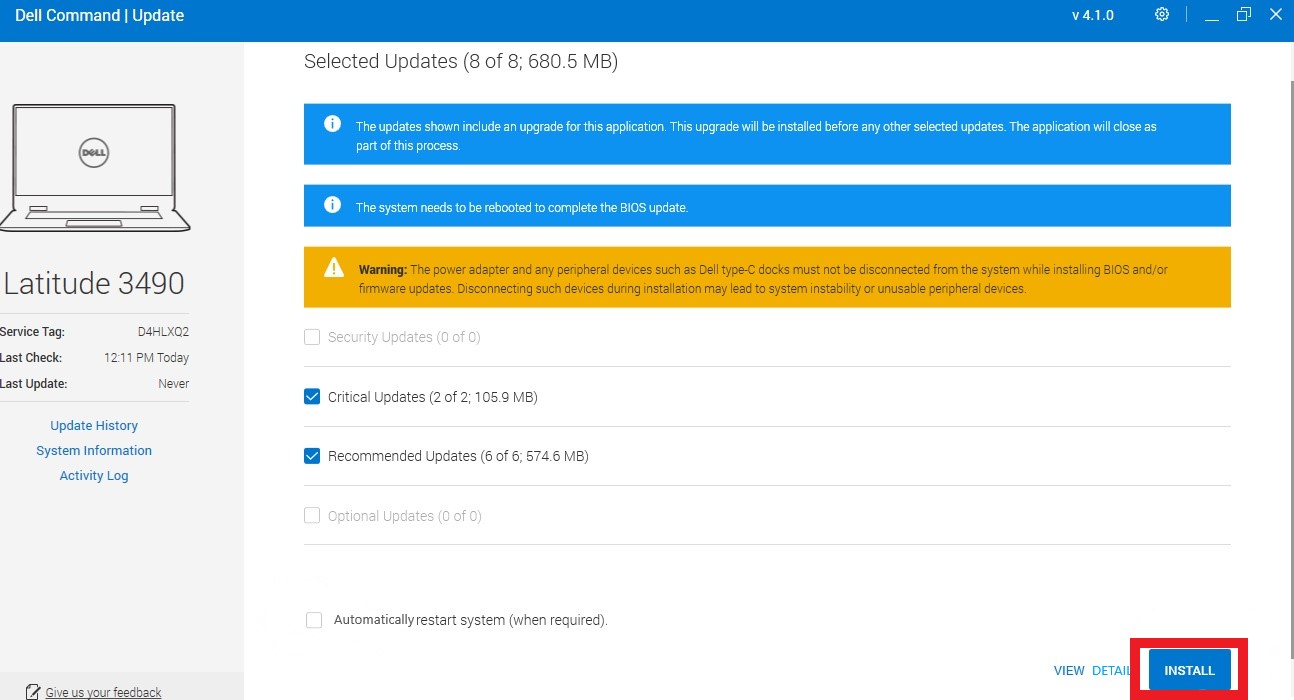 Dell Command | Update
v 4.1.0
Selected Updates (8 of 8; 680.5 MB)
The updates shown include an upgrade for this application. This upgrade will be installed before any other selected updates. The application will close as
part of this process.
The system needs to be rebooted to complete the BIOS update.
Warning: The power adapter and any peripheral devices such as Dell type-C docks must not be disconnected from the system while installing BIOS and/or
firmware updates. Disconnecting such devices during installation may lead to system instability or unusable peripheral devices.
Security Updates (0 of 0)
Critical Updates (2 of 2; 105.9 MB)
Recommended Updates (6 of 6; 574.6 MB)
Optional Updates (0 of 0)
Automatically restart system (when required).
VIEW DETAIL
INSTALL
DELL
Latitude 3490
Service Tag: D4HLXQ2
Last Check: 12:11 PM Today
Last Update: Never
Update History
System Information
Activity Log
Give us your feedback